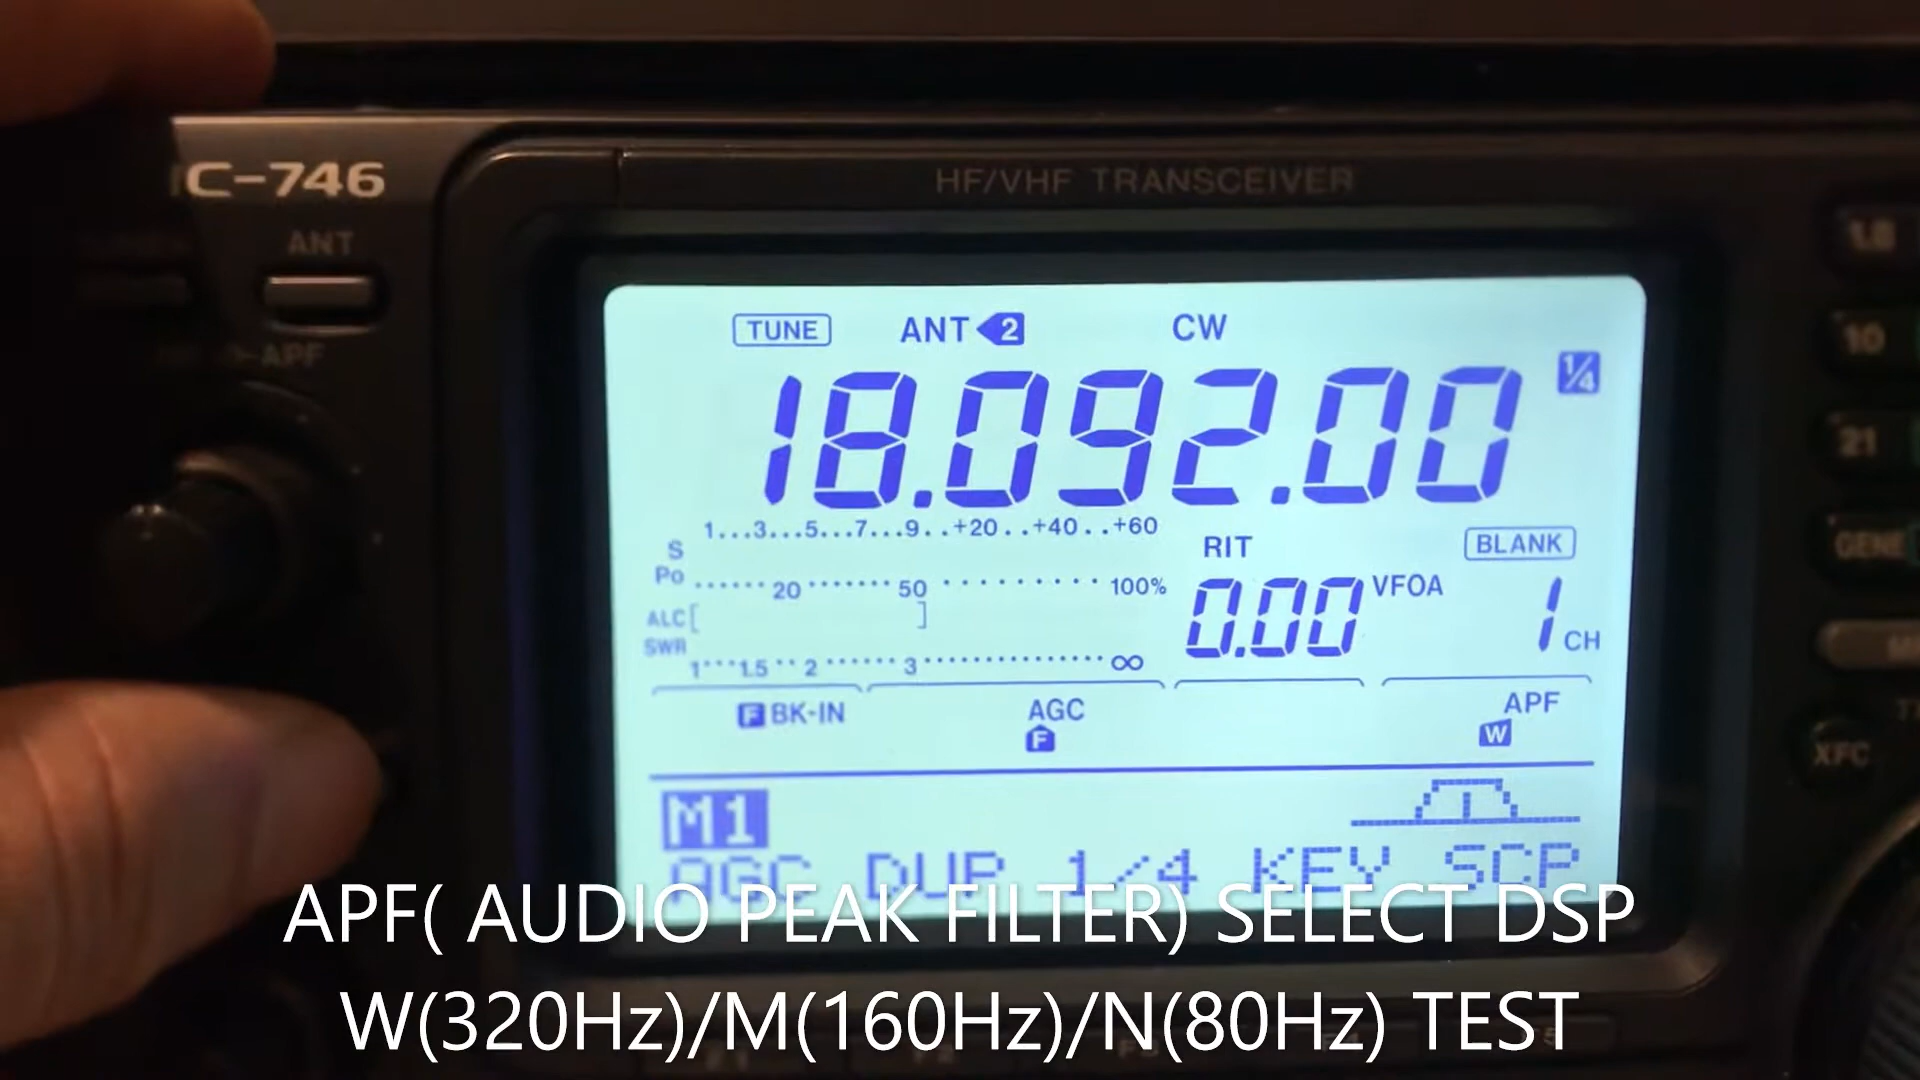 IC-746
HF/VHF TRANSCEIVER
ANT
-APF
TUNE ANT 2 CW
18.092.00 1/4
1...3...5...7...9..+20..+40..+60
S
Po 20 50 100%
ALC
SWR
1 1.5 2 3 ∞
RIT
0.00
VFOA
BLANK
1 CH
F BK-IN
AGC
F
APF
W
M1
AGC DUP 1/4 KEY SCP
1.8
10
21
GENE
XFC
APF( AUDIO PEAK FILTER) SELECT DSP
W(320Hz)/M(160Hz)/N(80Hz) TEST